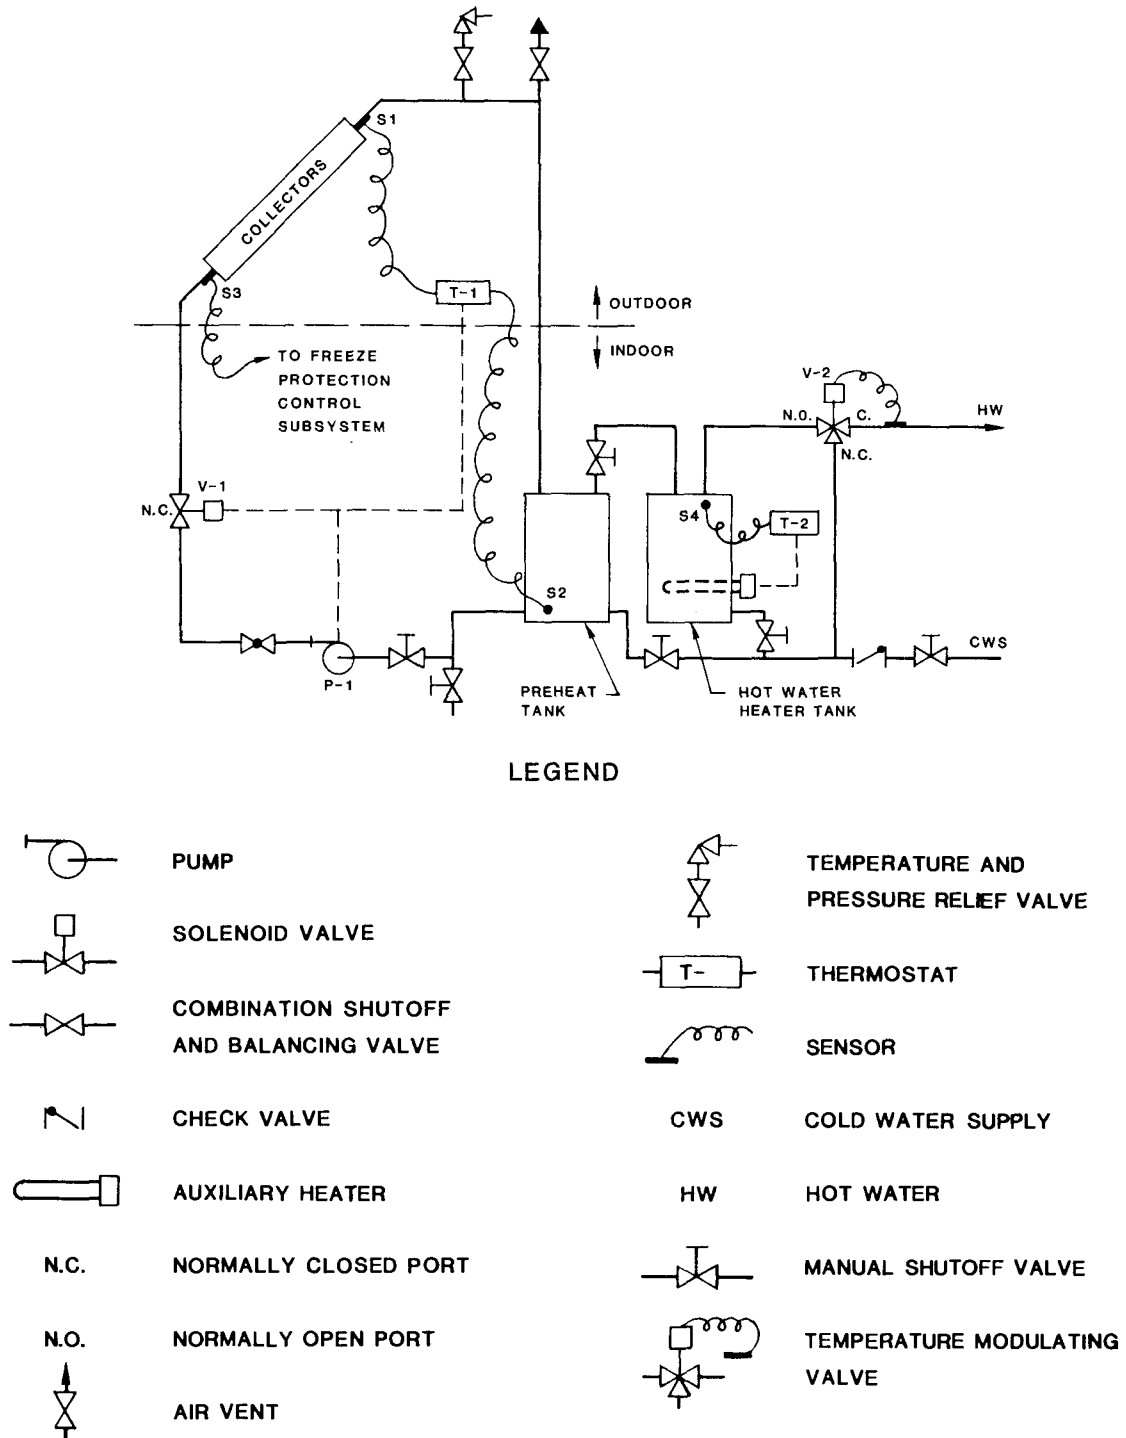 S1
COLLECTORS
S3
T-1
OUTDOOR
INDOOR
TO FREEZE
PROTECTION
CONTROL
SUBSYSTEM
V-2
N.O.
C.
HW
N.C.
V-1
N.C.
S4
T-2
S2
CWS
P-1
PREHEAT
TANK
HOT WATER
HEATER TANK
LEGEND
PUMP
SOLENOID VALVE
COMBINATION SHUTOFF
AND BALANCING VALVE
CHECK VALVE
AUXILIARY HEATER
N.C.
NORMALLY CLOSED PORT
N.O.
NORMALLY OPEN PORT
AIR VENT
TEMPERATURE AND
PRESSURE RELIEF VALVE
T-
THERMOSTAT
SENSOR
CWS
COLD WATER SUPPLY
HW
HOT WATER
MANUAL SHUTOFF VALVE
TEMPERATURE MODULATING
VALVE